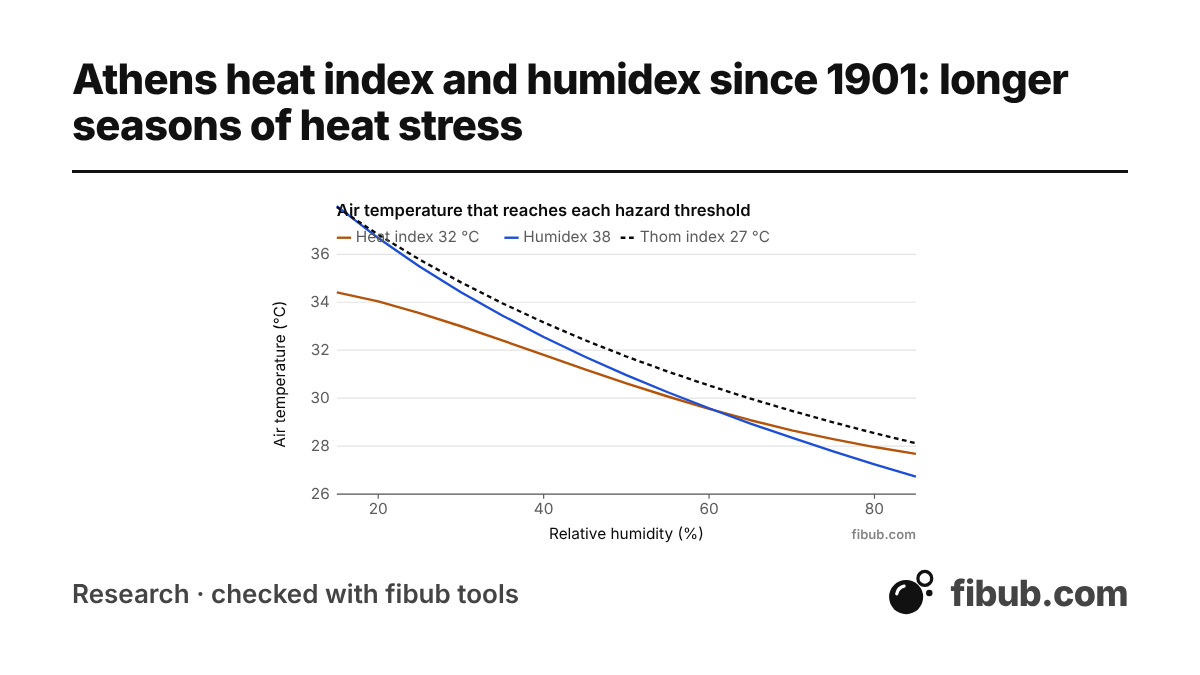 Athens heat index and humidex since 1901: longer
seasons of heat stress
Air temperature that reaches each hazard threshold
Heat index 32 °C Humidex 38 Thom index 27 °C
36
34
32
30
28
26
Air temperature (°C)
20 40 60 80
Relative humidity (%)
fibub.com
Research · checked with fibub tools
fibub.com